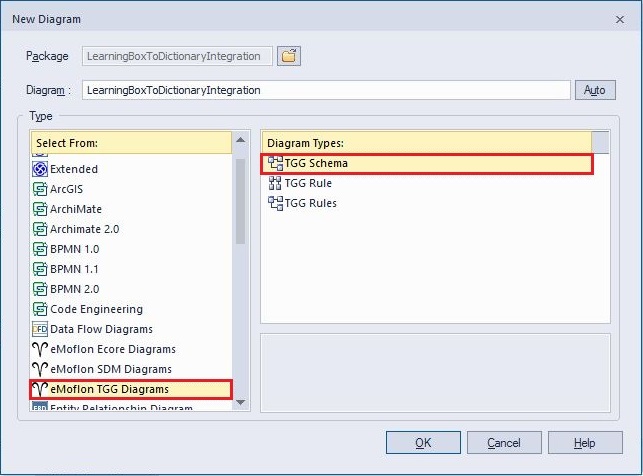 New Diagram
Package LearningBoxToDictionaryIntegration
Diagram: LearningBoxToDictionaryIntegration Auto
Type
Select From:
Extended
ArcGIS
ArchiMate
Archimate 2.0
BPMN 1.0
BPMN 1.1
BPMN 2.0
Code Engineering
DFD Data Flow Diagrams
eMoflon Ecore Diagrams
eMoflon SDM Diagrams
eMoflon TGG Diagrams
ERD Entity Relationship Diagram
Diagram Types:
TGG Schema
TGG Rule
TGG Rules
OK Cancel Help